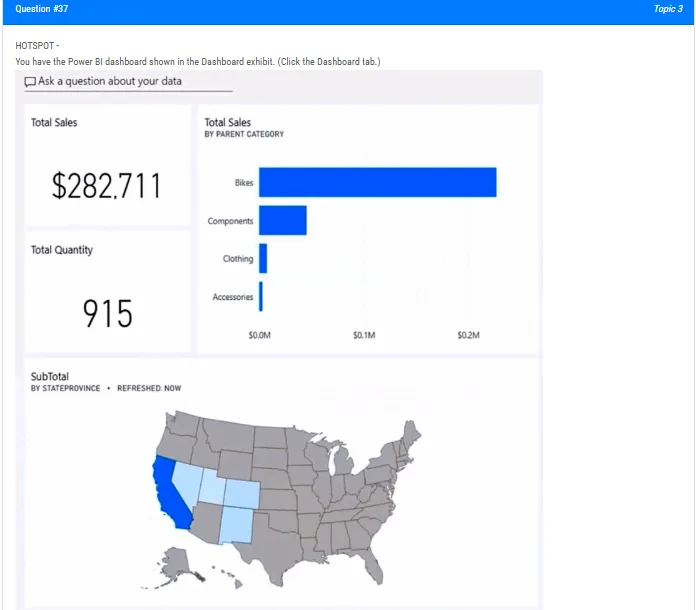 Question #37
Topic 3
HOTSPOT -
You have the Power BI dashboard shown in the Dashboard exhibit. (Click the Dashboard tab.)
Ask a question about your data
Total Sales
$282,711
Total Quantity
915
Total Sales
BY PARENT CATEGORY
Bikes
Components
Clothing
Accessories
$0.0M
$0.1M
$0.2M
SubTotal
BY STATEPROVINCE • REFRESHED: NOW